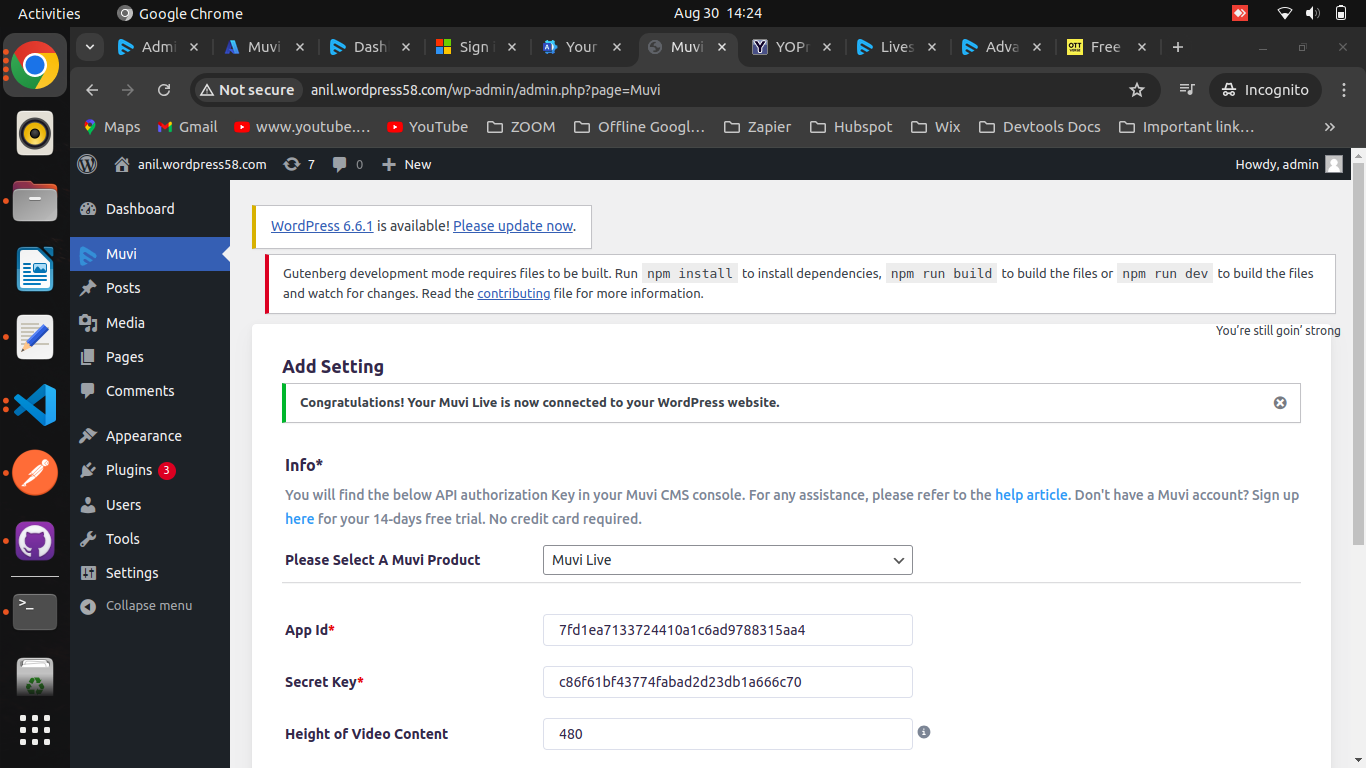 Activities Google Chrome Aug 30 14:24
Admi Muvi Dash Sign i Your Muvi YOPr Lives Adva Free
Not secure anil.wordpress58.com/wp-admin/admin.php?page=Muvi Incognito
Maps Gmail www.youtube.... YouTube ZOOM Offline Googl... Zapier Hubspot Wix Devtools Docs Important link... »
anil.wordpress58.com 7 0 New Howdy, admin
Dashboard
Muvi
Posts
Media
Pages
Comments
Appearance
Plugins 3
Users
Tools
Settings
Collapse menu
WordPress 6.6.1 is available! Please update now.
Gutenberg development mode requires files to be built. Run npm install to install dependencies, npm run build to build the files or npm run dev to build the files
and watch for changes. Read the contributing file for more information.
You're still goin' strong
Add Setting
Congratulations! Your Muvi Live is now connected to your WordPress website.
Info*
You will find the below API authorization Key in your Muvi CMS console. For any assistance, please refer to the help article. Don't have a Muvi account? Sign up
here for your 14-days free trial. No credit card required.
Please Select A Muvi Product Muvi Live
App Id* 7fd1ea7133724410a1c6ad9788315aa4
Secret Key* c86f61bf43774fabad2d23db1a666c70
Height of Video Content 480